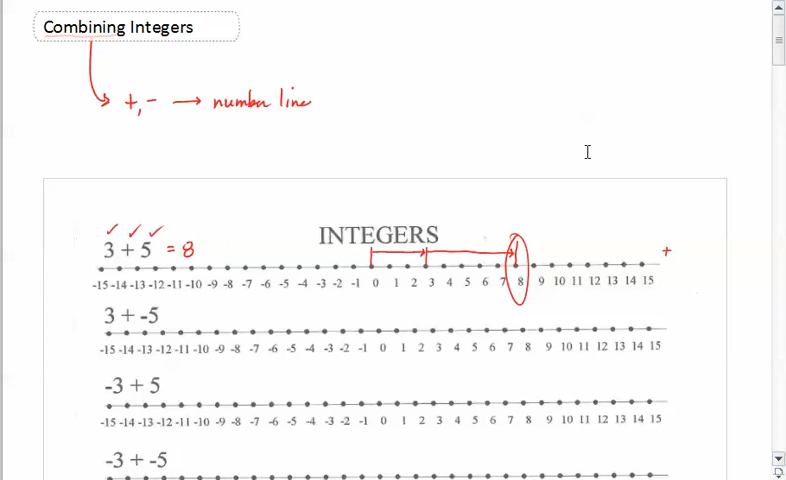 Combining Integers
+, - → number line
INTEGERS
3 + 5 = 8
+
-15 -14 -13 -12 -11 -10 -9 -8 -7 -6 -5 -4 -3 -2 -1 0 1 2 3 4 5 6 7 8 9 10 11 12 13 14 15
3 + -5
-15 -14 -13 -12 -11 -10 -9 -8 -7 -6 -5 -4 -3 -2 -1 0 1 2 3 4 5 6 7 8 9 10 11 12 13 14 15
-3 + 5
-15 -14 -13 -12 -11 -10 -9 -8 -7 -6 -5 -4 -3 -2 -1 0 1 2 3 4 5 6 7 8 9 10 11 12 13 14 15
-3 + -5